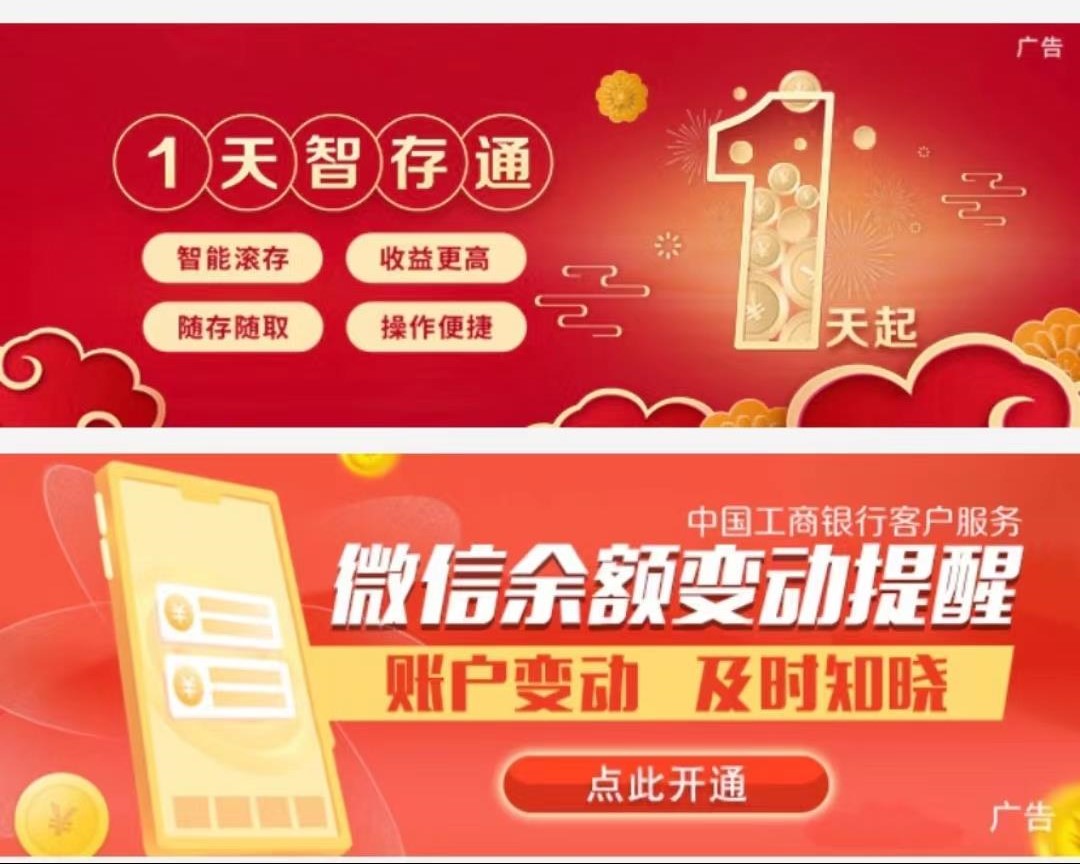 广告
1天智存通
智能滚存 收益更高
随存随取 操作便捷
1天起
中国工商银行客户服务
微信余额变动提醒
账户变动 及时知晓
点此开通
广告